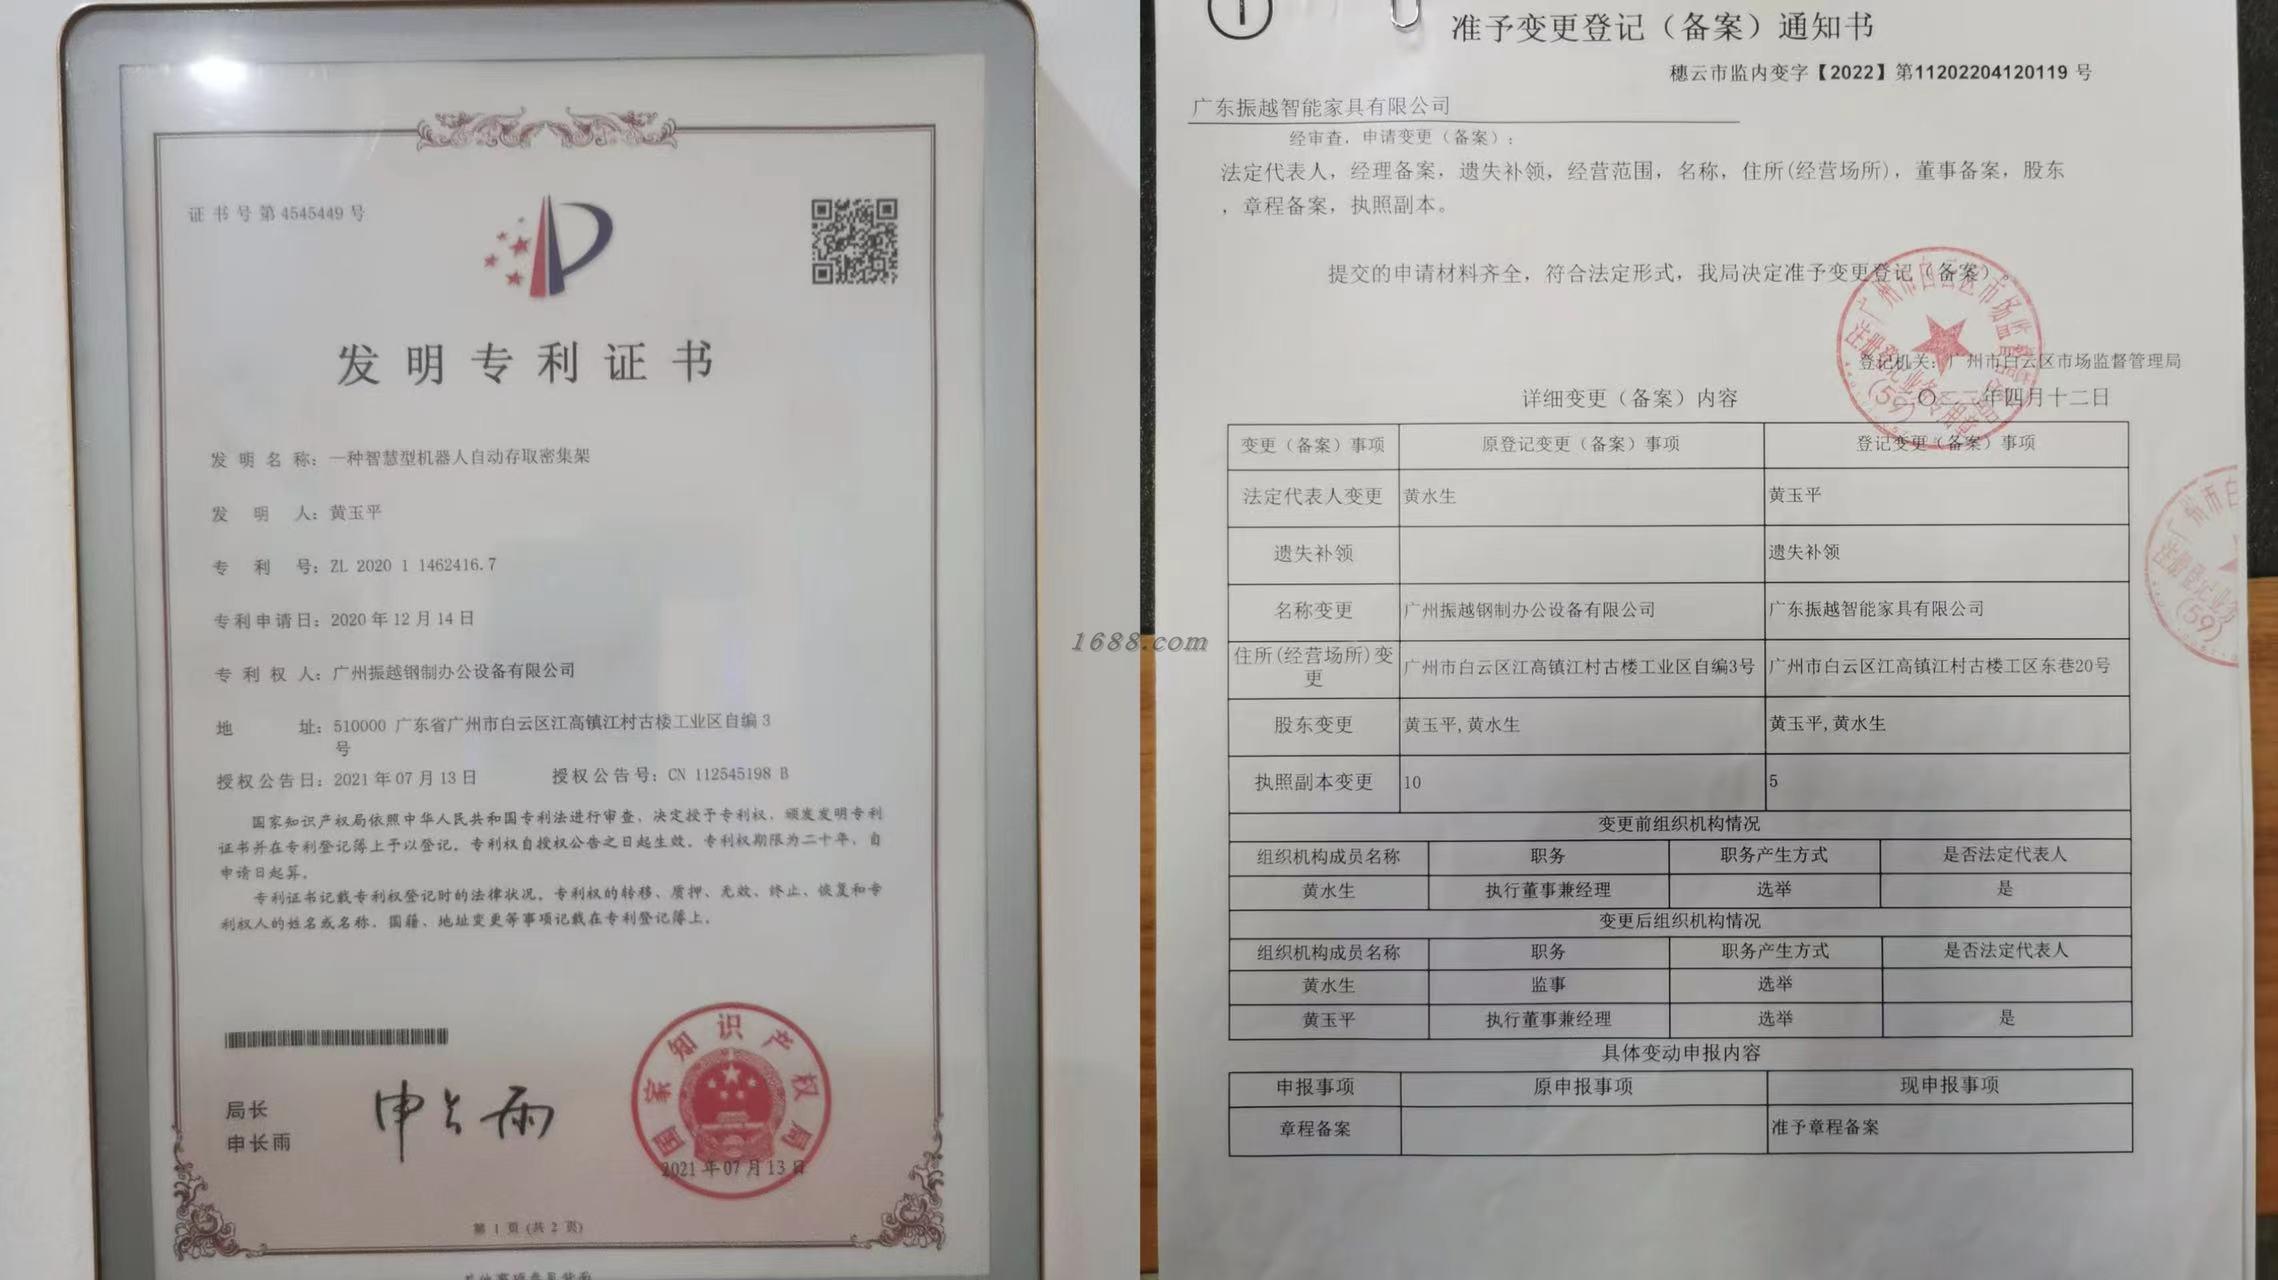 证书号第4545449号
发明专利证书
发明名称：一种智慧型机器人自动存取密集架
发明人：黄玉平
专利号：ZL 2020 1 1462416.7
专利申请日：2020年12月14日
专利权人：广州振越钢制办公设备有限公司
地址：510000 广东省广州市白云区江高镇江村古楼工业区自编3
号
授权公告日：2021年07月13日 授权公告号：CN 112545198 B
国家知识产权局依照中华人民共和国专利法进行审查，决定授予专利权，颁发发明专利
证书并在专利登记簿上予以登记。专利权自授权公告之日起生效。专利权期限为二十年，自
申请日起算。
专利证书记载专利权登记时的法律状况。专利权的转移、质押、无效、终止、恢复和专
利权人的姓名或名称、国籍、地址变更等事项记载在专利登记簿上。
局长
申长雨
申长雨
国家知识产权局
2021年07月13日
第 1 页 (共 2 页)
其他事项参见背面
1688.com
1
准予变更登记（备案）通知书
穗云市监内变字【2022】第11202204120119号
广东振越智能家具有限公司
经审查，申请变更（备案）：
法定代表人，经理备案，遗失补领，经营范围，名称，住所(经营场所)，董事备案，股东
，章程备案，执照副本。
提交的申请材料齐全，符合法定形式，我局决定准予变更登记（备案）。
登记机关：广州市白云区市场监督管理局
二〇二二年四月十二日
详细变更（备案）内容
变更（备案）事项 原登记变更（备案）事项 登记变更（备案）事项
法定代表人变更 黄水生 黄玉平
遗失补领 遗失补领
名称变更 广州振越钢制办公设备有限公司 广东振越智能家具有限公司
住所(经营场所)变
更 广州市白云区江高镇江村古楼工业区自编3号 广州市白云区江高镇江村古楼工区东巷20号
股东变更 黄玉平,黄水生 黄玉平,黄水生
执照副本变更 10 5
变更前组织机构情况
组织机构成员名称 职务 职务产生方式 是否法定代表人
黄水生 执行董事兼经理 选举 是
变更后组织机构情况
组织机构成员名称 职务 职务产生方式 是否法定代表人
黄水生 监事 选举
黄玉平 执行董事兼经理 选举 是
具体变动申报内容
申报事项 原申报事项 现申报事项
章程备案 准予章程备案